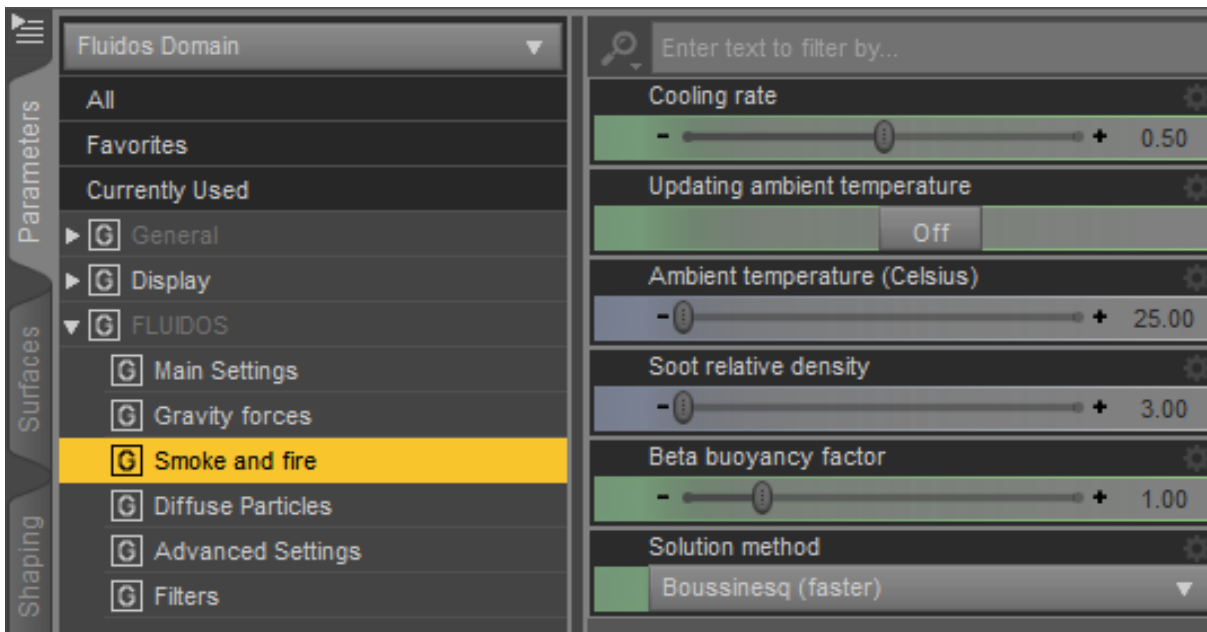 Parameters
Surfaces
Shaping
Fluidos Domain
All
Favorites
Currently Used
G General
G Display
G FLUIDOS
G Main Settings
G Gravity forces
G Smoke and fire
G Diffuse Particles
G Advanced Settings
G Filters
Enter text to filter by...
Cooling rate
- + 0.50
Updating ambient temperature
Off
Ambient temperature (Celsius)
- + 25.00
Soot relative density
- + 3.00
Beta buoyancy factor
- + 1.00
Solution method
Boussinesq (faster)